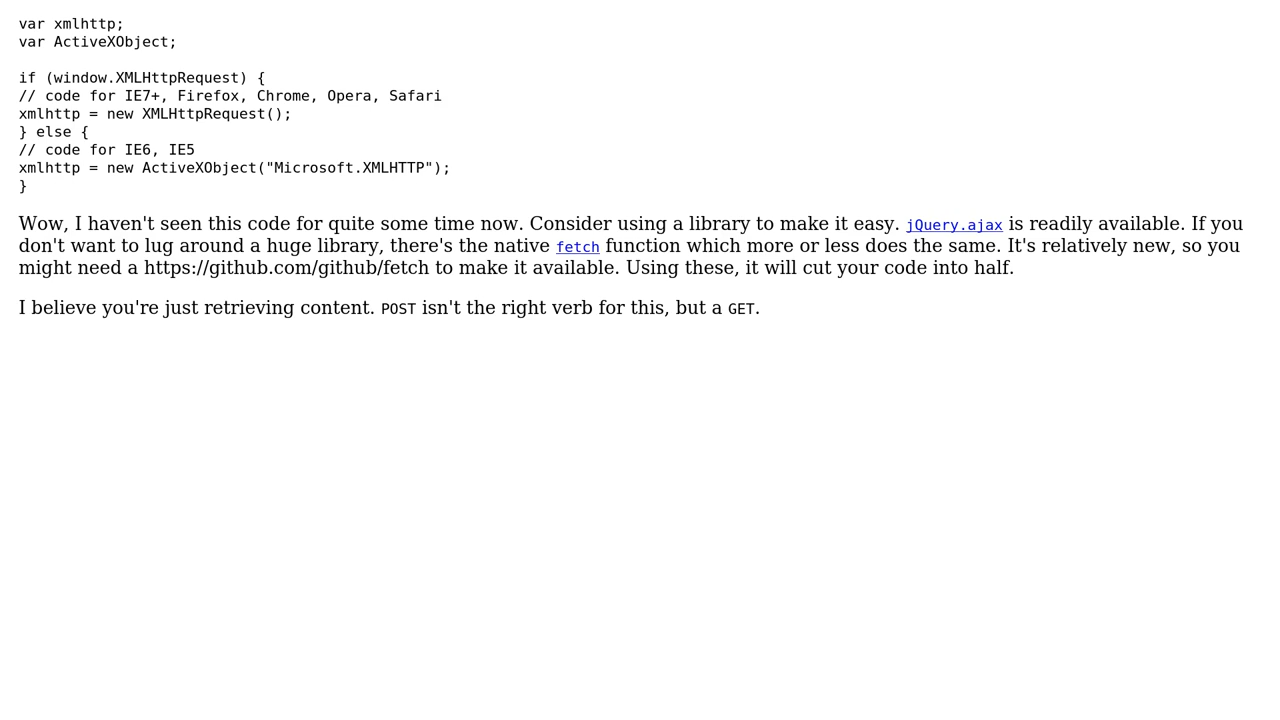 var xmlhttp;
var ActiveXObject;

if (window.XMLHttpRequest) {
// code for IE7+, Firefox, Chrome, Opera, Safari
xmlhttp = new XMLHttpRequest();
} else {
// code for IE6, IE5
xmlhttp = new ActiveXObject("Microsoft.XMLHTTP");
}

Wow, I haven't seen this code for quite some time now. Consider using a library to make it easy. jQuery.ajax is readily available. If you
don't want to lug around a huge library, there's the native fetch function which more or less does the same. It's relatively new, so you
might need a https://github.com/github/fetch to make it available. Using these, it will cut your code into half.

I believe you're just retrieving content. POST isn't the right verb for this, but a GET.